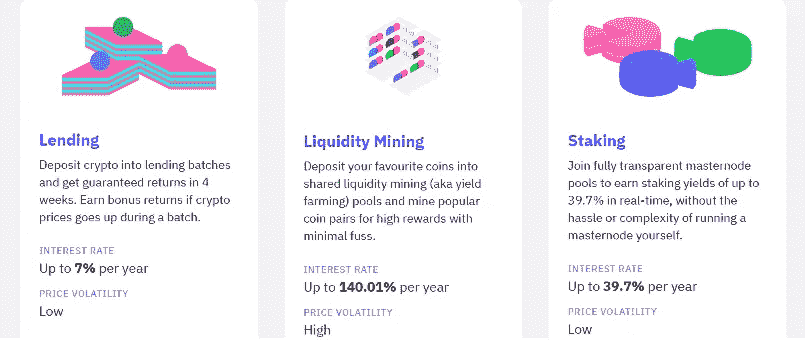 Lending
Deposit crypto into lending batches
and get guaranteed returns in 4
weeks. Earn bonus returns if crypto
prices goes up during a batch.
INTEREST RATE
Up to 7% per year
PRICE VOLATILITY
Low
Liquidity Mining
Deposit your favourite coins into
shared liquidity mining (aka yield
farming) pools and mine popular
coin pairs for high rewards with
minimal fuss.
INTEREST RATE
Up to 140.01% per year
PRICE VOLATILITY
High
Staking
Join fully transparent masternode
pools to earn staking yields of up to
39.7% in real-time, without the
hassle or complexity of running a
masternode yourself.
INTEREST RATE
Up to 39.7% per year
PRICE VOLATILITY
Low